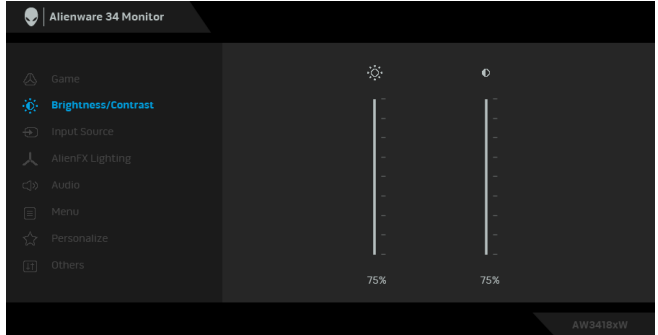 Alienware 34 Monitor
Game
Brightness/Contrast
Input Source
AlienFX Lighting
Audio
Menu
Personalize
Others
75% 75%
AW3418xW